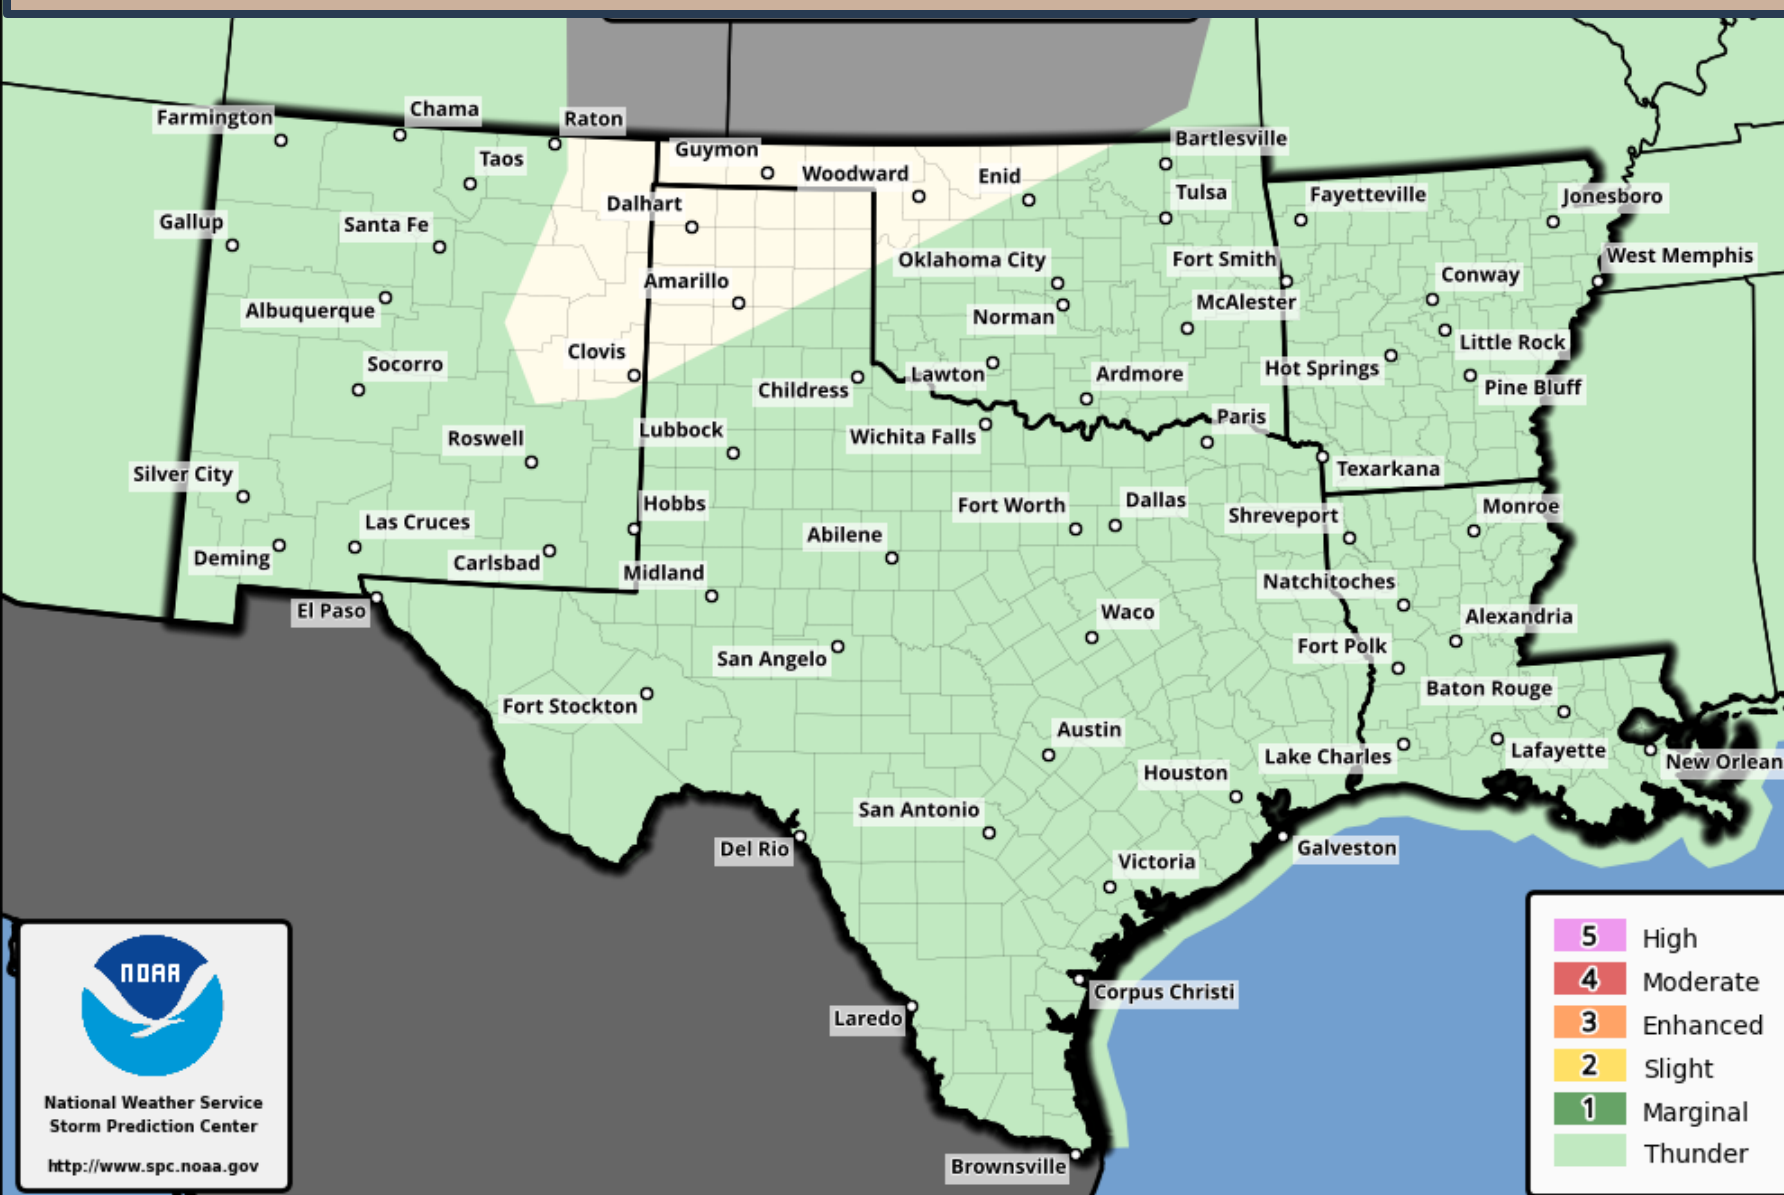 Farmington
Chama
Raton
Taos
Guymon
Woodward
Enid
Bartlesville
Tulsa
Fayetteville
Jonesboro
Gallup
Santa Fe
Dalhart
Oklahoma City
Fort Smith
West Memphis
Albuquerque
Amarillo
Norman
McAlester
Conway
Little Rock
Socorro
Clovis
Childress
Lawton
Ardmore
Hot Springs
Pine Bluff
Roswell
Lubbock
Wichita Falls
Paris
Texarkana
Silver City
Hobbs
Fort Worth
Dallas
Shreveport
Monroe
Las Cruces
Abilene
Deming
Carlsbad
Midland
Natchitoches
El Paso
Waco
Alexandria
San Angelo
Fort Polk
Fort Stockton
Baton Rouge
Austin
Lake Charles
Lafayette
New Orlean
Houston
San Antonio
Del Rio
Galveston
Victoria
Corpus Christi
Laredo
Brownsville
NOAA
National Weather Service
Storm Prediction Center
http://www.spc.noaa.gov
5 High
4 Moderate
3 Enhanced
2 Slight
1 Marginal
Thunder